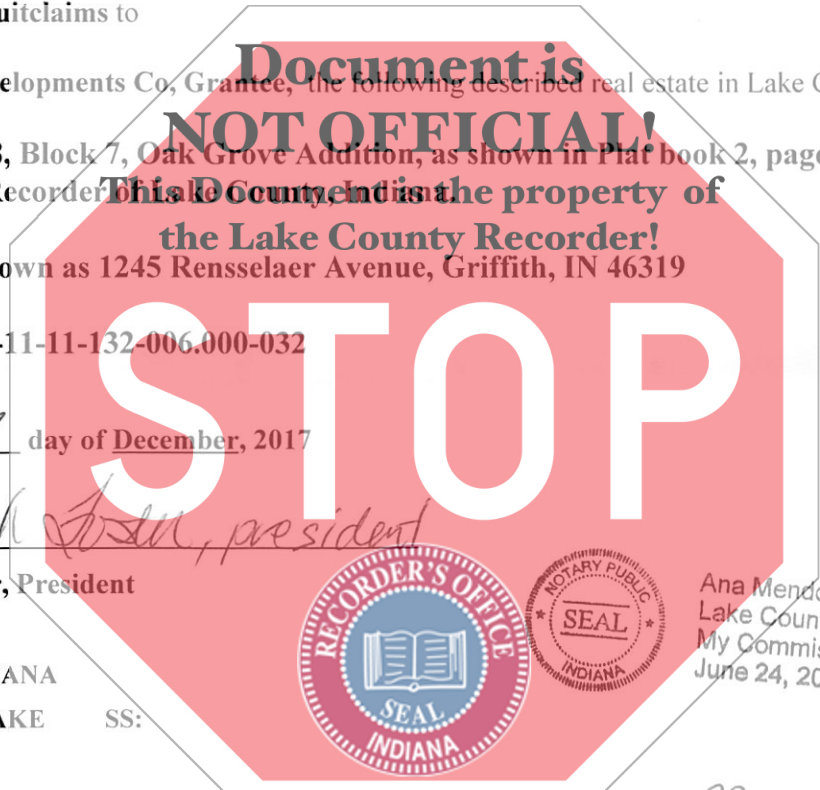 uitclaims to
Document is
elopments Co, Grantee, the following described real estate in Lake C
NOT OFFICIAL!
, Block 7, Oak Grove Addition, as shown in Plat book 2, page
This Document is the property of
ecorder of Lake County, Indiana.
the Lake County Recorder!
own as 1245 Rensselaer Avenue, Griffith, IN 46319
-11-11-132-006.000-032
STOP
day of December, 2017
, president
, President
RECORDER'S OFFICE
SEAL
INDIANA
NOTARY PUBLIC
SEAL
INDIANA
Ana Mendo
Lake Coun
My Commis
June 24, 20
ANA
AKE SS: